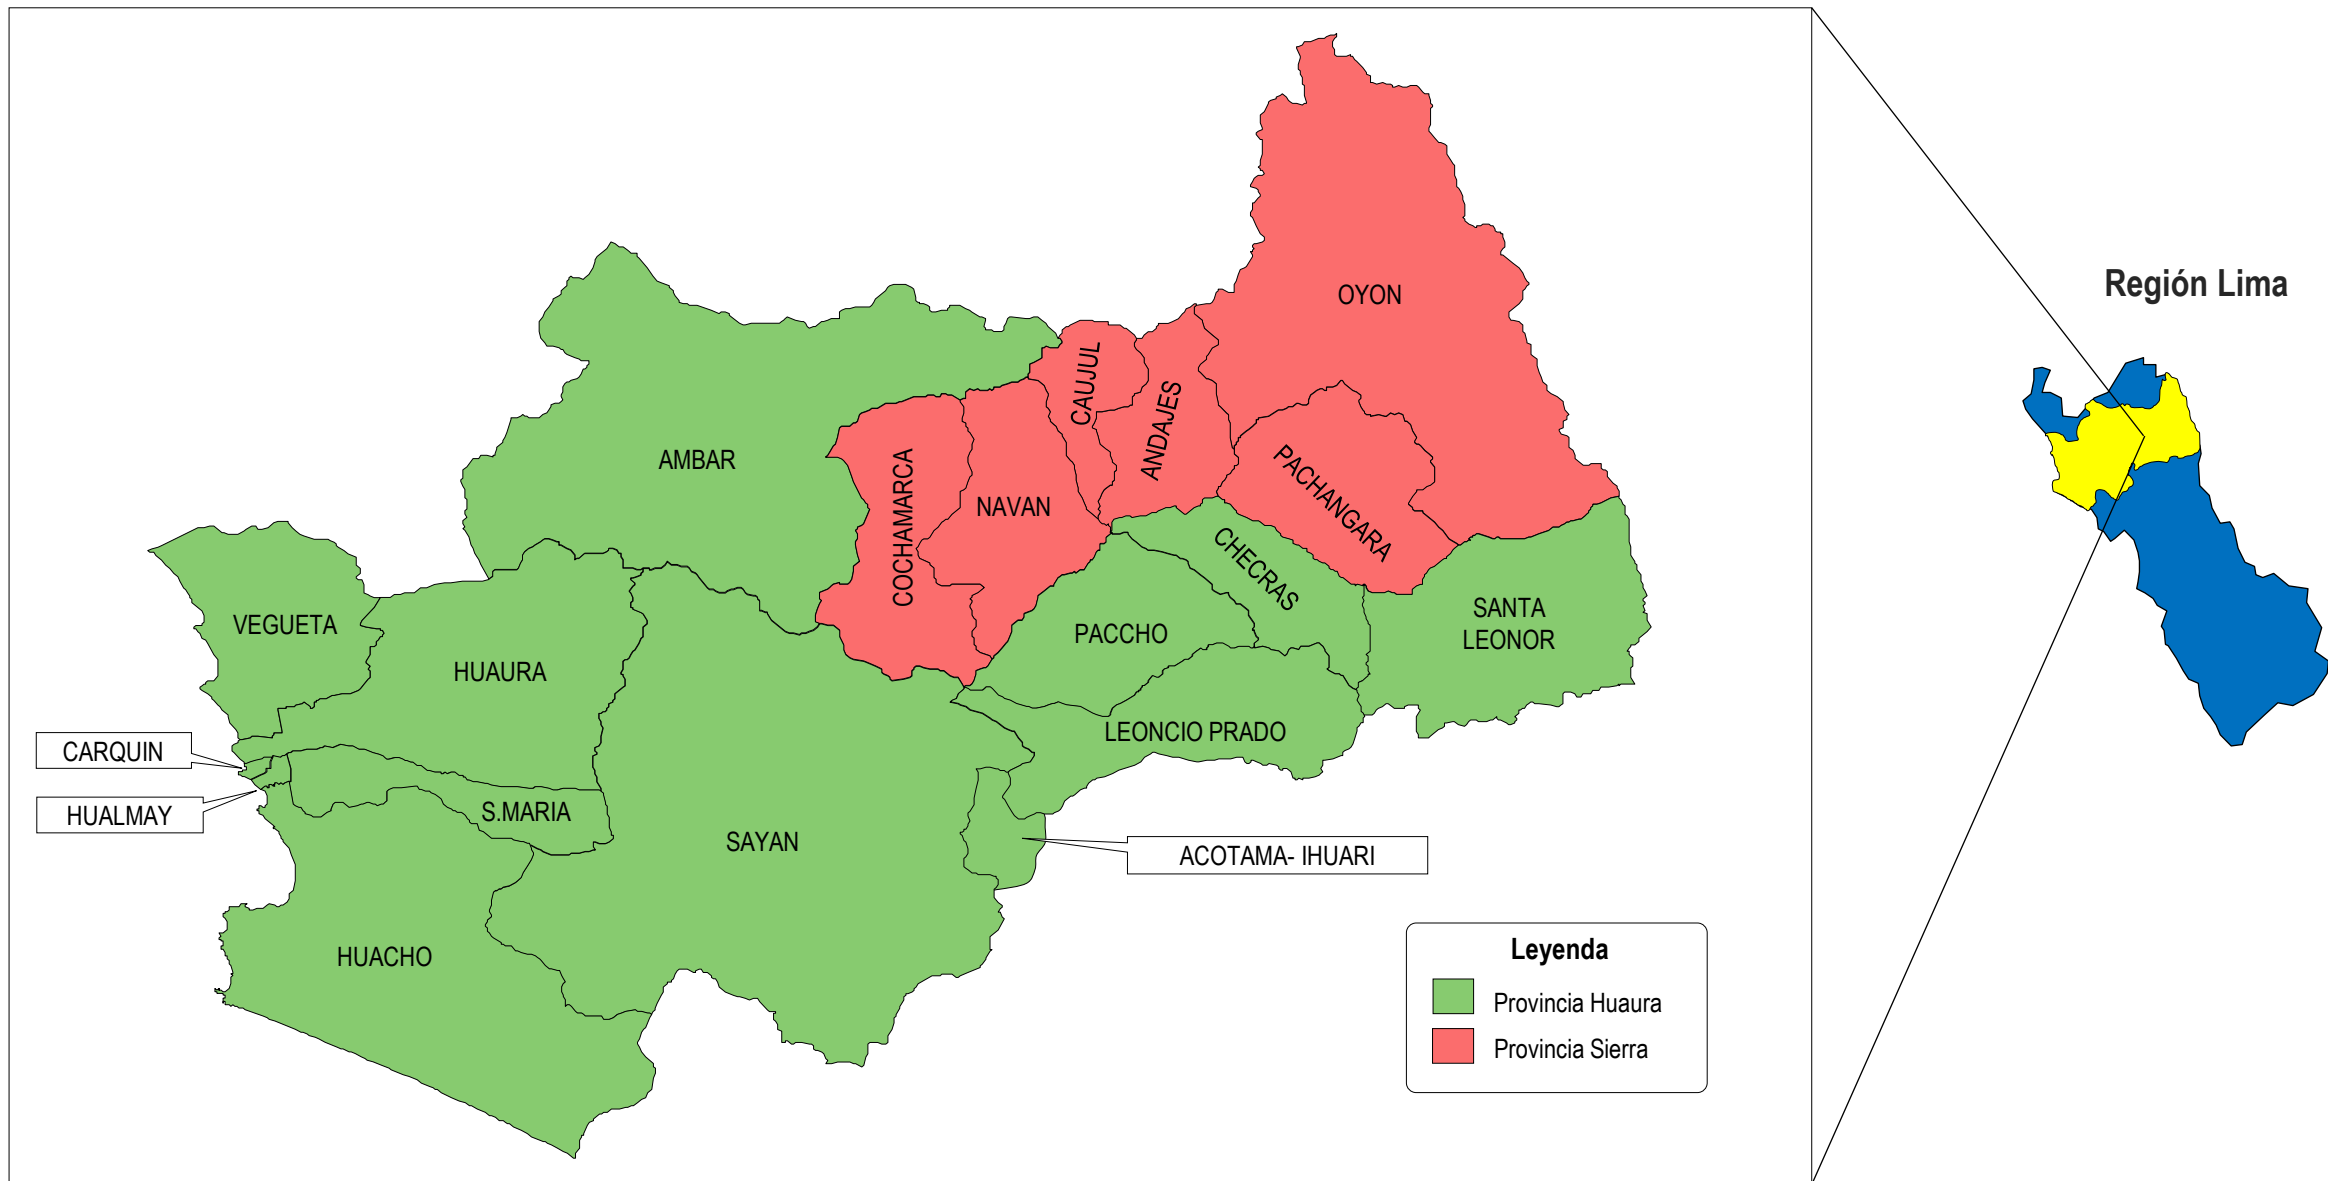 Región Lima
OYON
CAUJUL
ANDAJES
AMBAR
COCHAMARCA
NAVAN
PACHANGARA
CHECRAS
VEGUETA
SANTA
LEONOR
PACCHO
HUAURA
LEONCIO PRADO
CARQUIN
HUALMAY
S.MARIA
SAYAN
ACOTAMA- IHUARI
HUACHO
Leyenda
Provincia Huaura
Provincia Sierra